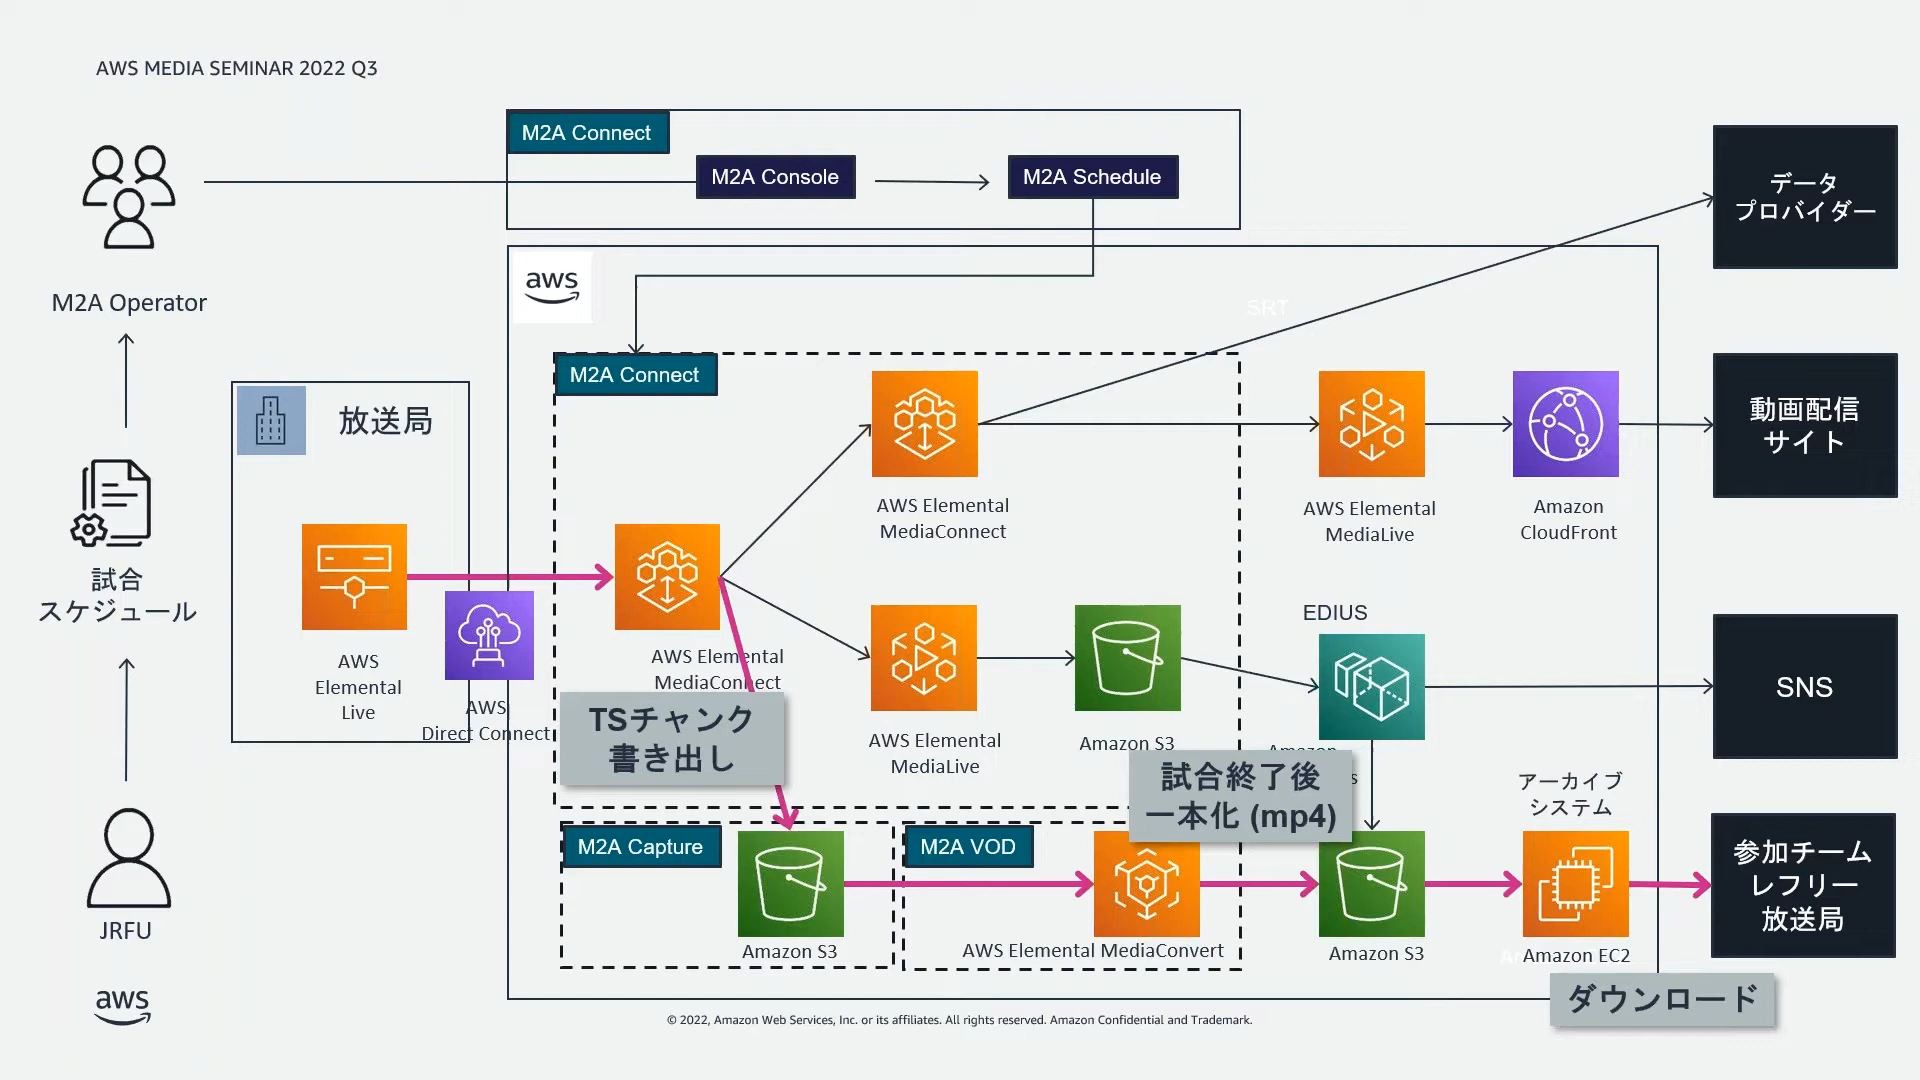 AWS MEDIA SEMINAR 2022 Q3
M2A Connect
M2A Console
M2A Schedule
データ
プロバイダー
M2A Operator
aws
SRT
M2A Connect
放送局
動画配信
サイト
AWS Elemental
MediaConnect
AWS Elemental
MediaLive
Amazon
CloudFront
試合
スケジュール
EDIUS
AWS
Elemental
Live
AWS
Direct Connect
AWS Elemental
MediaConnect
TSチャンク
書き出し
AWS Elemental
MediaLive
Amazon S3
Amazon
SNS
試合終了後
一本化 (mp4)
アーカイブ
システム
M2A Capture
Amazon S3
M2A VOD
AWS Elemental MediaConvert
Amazon S3
Amazon EC2
参加チーム
レフリー
放送局
JRFU
ダウンロード
aws
© 2022, Amazon Web Services, Inc. or its affiliates. All rights reserved. Amazon Confidential and Trademark.